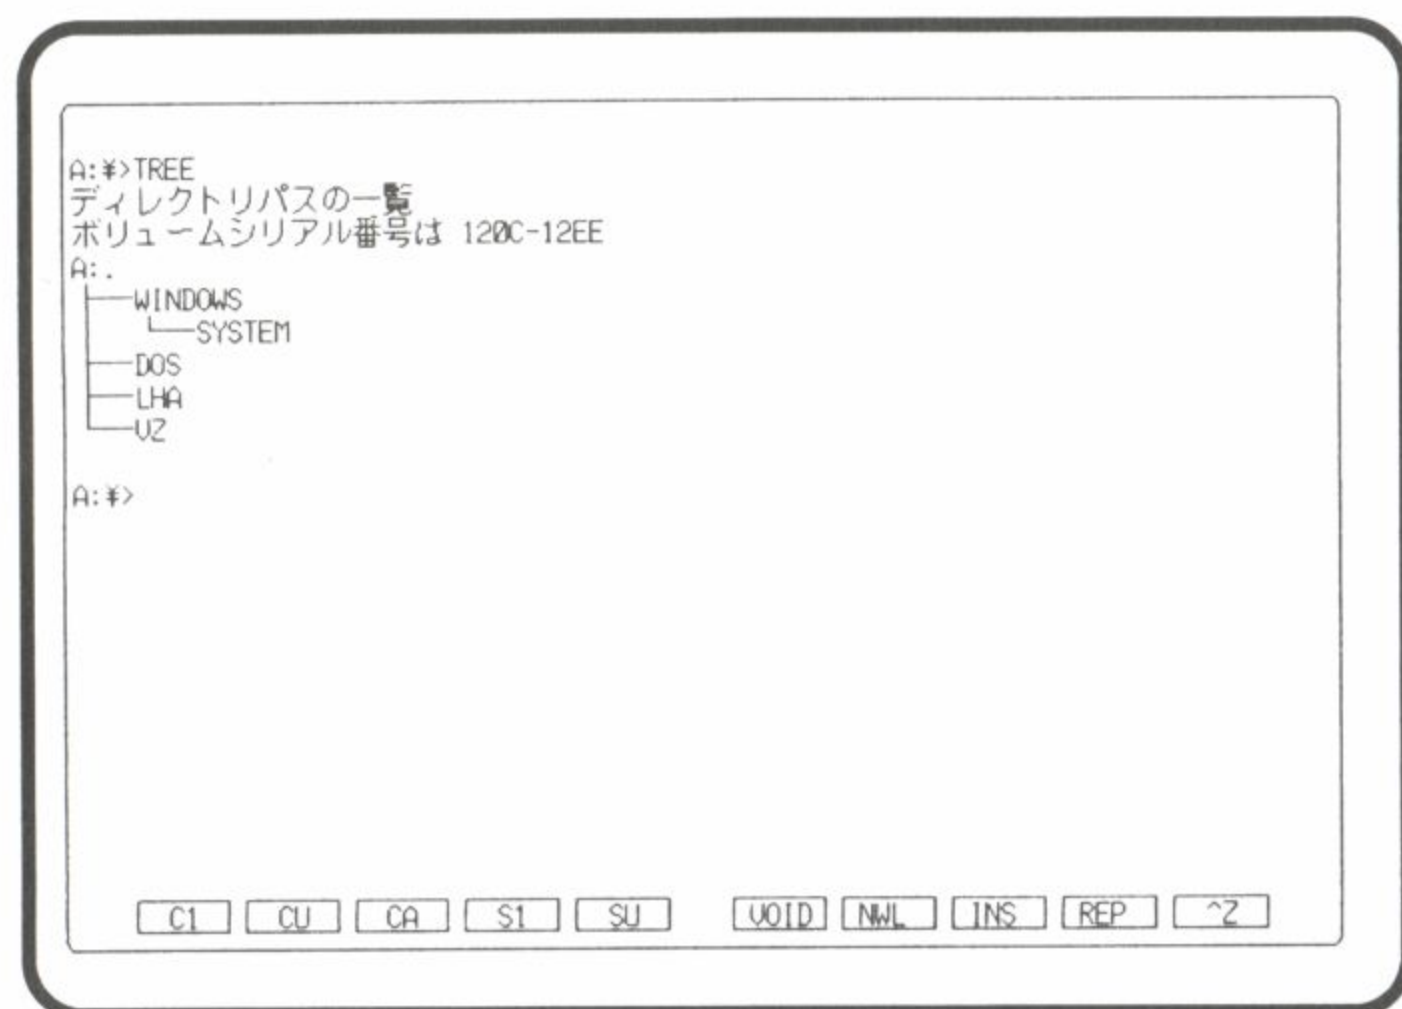 A:¥>TREE
ディレクトリパスの一覧
ボリュームシリアル番号は 120C-12EE
A:.
├──WINDOWS
│   └──SYSTEM
├──DOS
├──LHA
└──VZ
A:¥>
C1 CU CA S1 SU VOID NWL INS REP ^Z